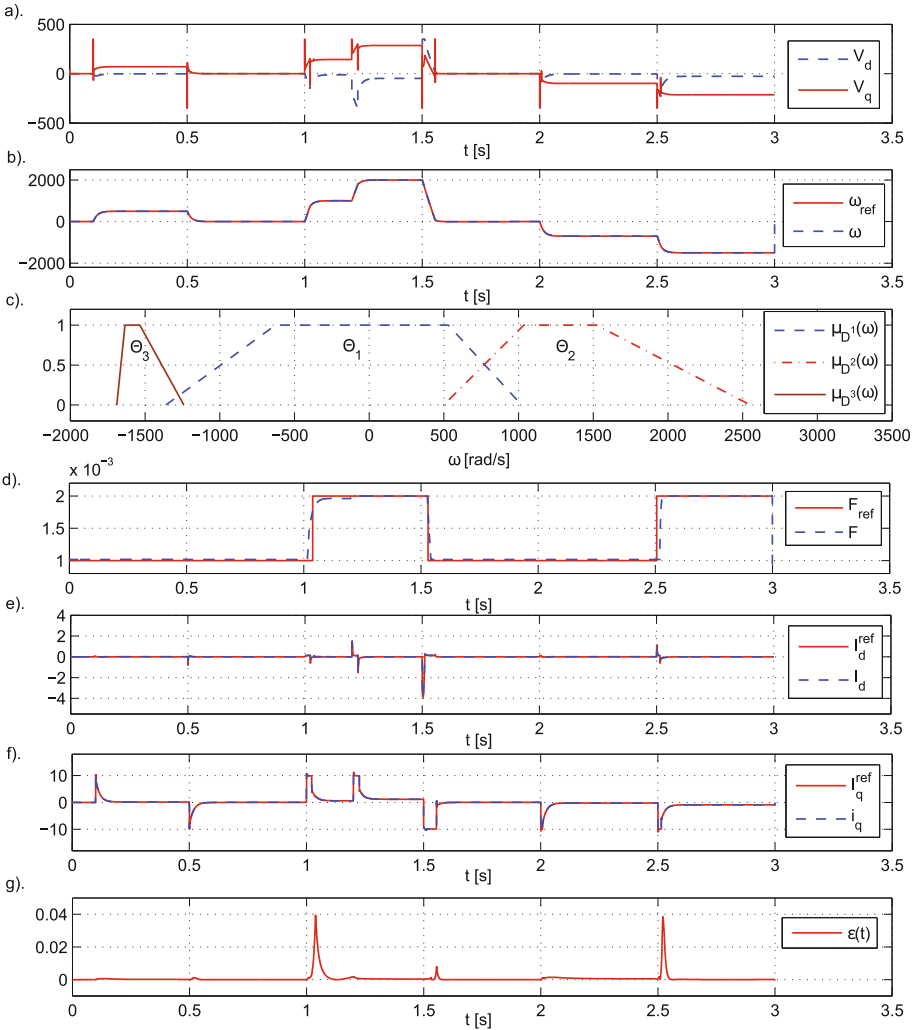 a).
500
0
−500
0 0.5 1 1.5 2 2.5 3 3.5
t [s]
V_d
V_q
b).
2000
0
−2000
0 0.5 1 1.5 2 2.5 3 3.5
t [s]
ω_ref
ω
c).
1
0.5
0
Θ_3 Θ_1 Θ_2
−2000 −1500 −1000 −500 0 500 1000 1500 2000 2500 3000 3500
ω [rad/s]
μ_D¹(ω)
μ_D²(ω)
μ_D³(ω)
x 10^−3
d).
2
1.5
1
0 0.5 1 1.5 2 2.5 3 3.5
t [s]
F_ref
F
e).
4
2
0
−2
−4
0 0.5 1 1.5 2 2.5 3 3.5
t [s]
I_d^ref
I_d
f).
10
0
−10
0 0.5 1 1.5 2 2.5 3 3.5
t [s]
I_q^ref
i_q
g).
0.04
0.02
0
0 0.5 1 1.5 2 2.5 3 3.5
t [s]
ε(t)